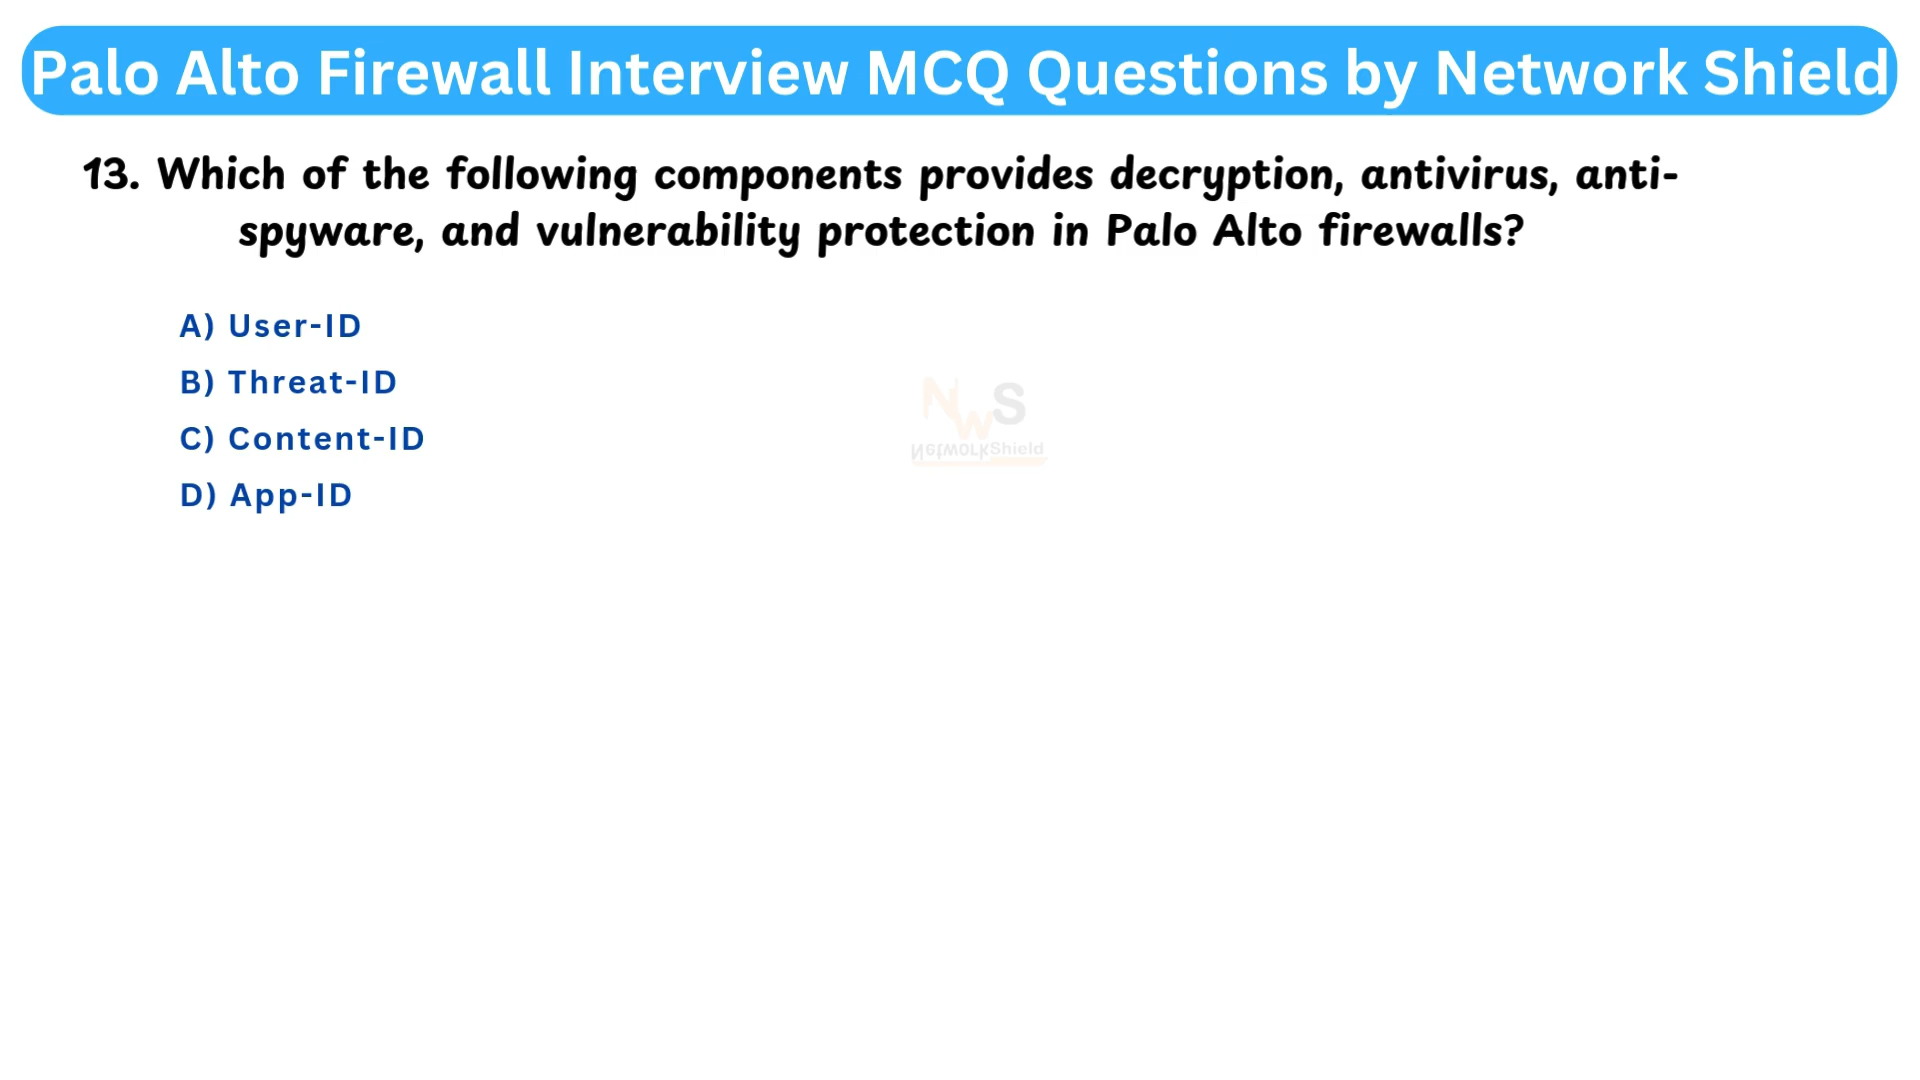 Palo Alto Firewall Interview MCQ Questions by Network Shield
13. Which of the following components provides decryption, antivirus, anti-
spyware, and vulnerability protection in Palo Alto firewalls?
A) User-ID
B) Threat-ID
C) Content-ID
D) App-ID
NWS
NetworkShield